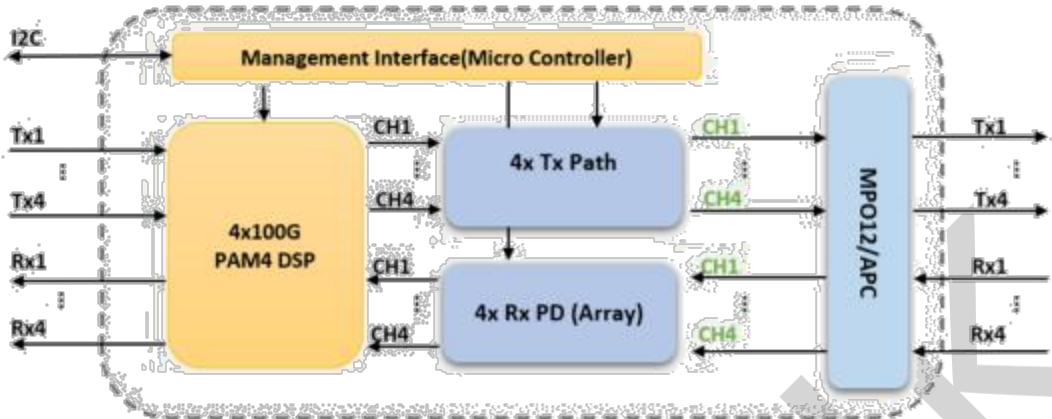 I2C
Management Interface(Micro Controller)
Tx1
CH1
4x Tx Path
CH1
Tx1
Tx4
CH4
CH4
Tx4
4x100G
PAM4 DSP
MPO12/APC
Rx1
CH1
4x Rx PD (Array)
CH1
Rx1
Rx4
CH4
CH4
Rx4